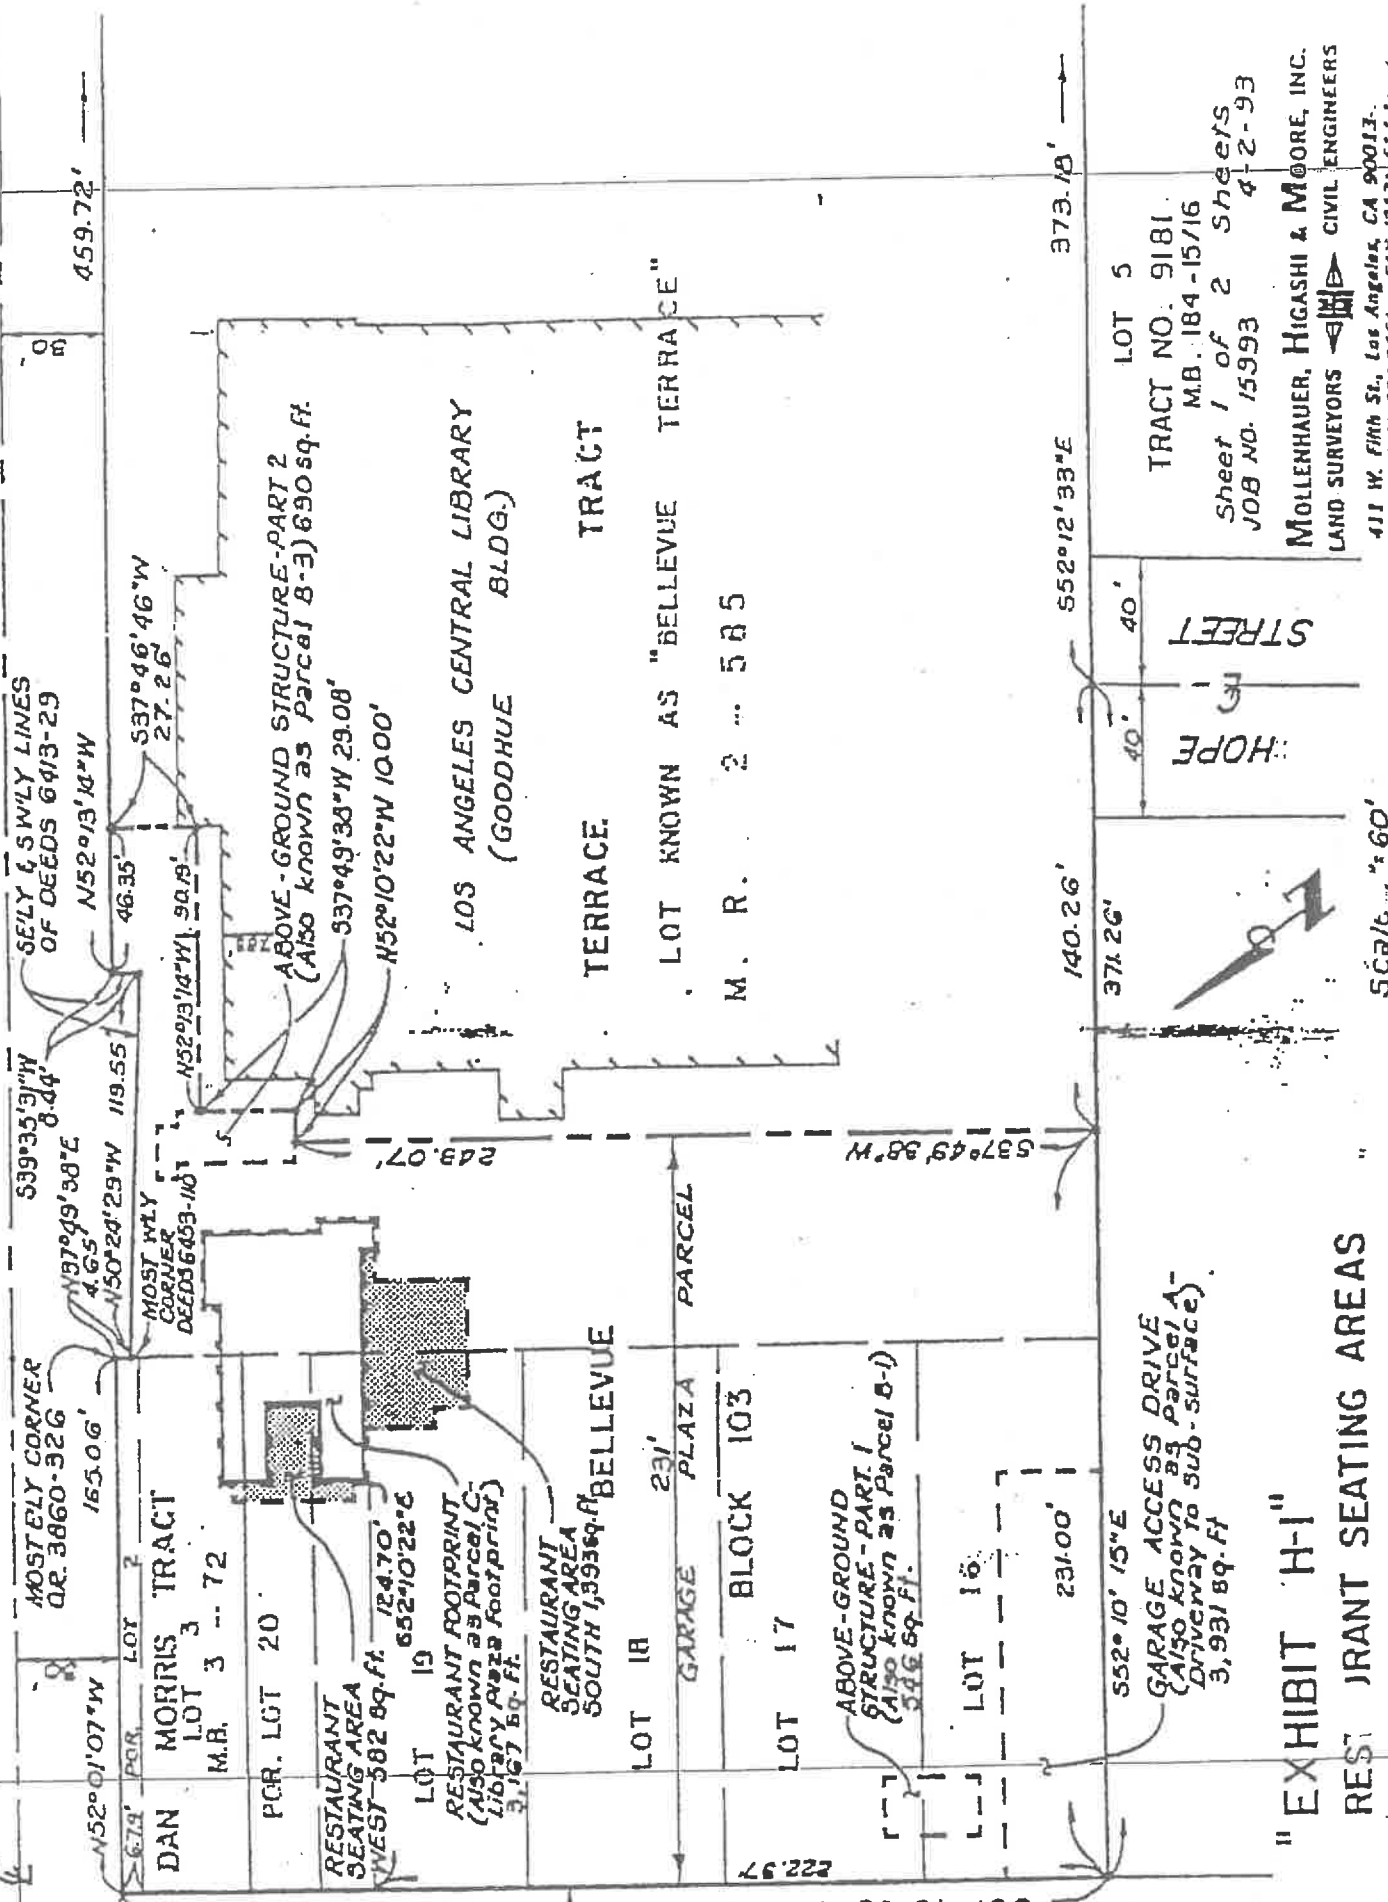 459.72'
30'
SE'LY & SW'LY LINES
OF DEEDS 6413-29
N52°13'14"W
46.35'
S37°46'46"W
27.26'
S39°35'31"W
8.44'
N37°49'38"E
4.65'
N50°24'29"W 119.55'
N52°13'14"W 90.19'
MOST W'LY
CORNER
DEEDS 6453-110
MOST E'LY CORNER
O.R. 3860-326
165.06'
N52°01'07"W
6.79'
POR. LOT 2
DAN MORRIS TRACT
LOT 3
M.R. 3 -- 72
POR. LOT 20
ABOVE-GROUND STRUCTURE-PART 2
(Also known as Parcel B-3) 690 sq. ft.
S37°49'38"W 29.08'
N52°10'22"W 10.00'
LOS ANGELES CENTRAL LIBRARY
(GOODHUE BLDG.)
RESTAURANT
SEATING AREA
WEST-582 sq. ft.
124.70'
S52°10'22"E
LOT 19
RESTAURANT FOOTPRINT
(Also known as Parcel C-
Library Plaza Footprint)
3,167 sq. ft.
RESTAURANT
SEATING AREA
SOUTH 1,393 sq. ft.
BELLEVUE TERRACE TRACT
LOT KNOWN AS "BELLEVUE TERRACE"
M. R. 2 -- 585
248.07'
S37°49'38"W
LOT 18
231'
GARAGE PLAZA PARCEL
BLOCK 103
LOT 17
ABOVE-GROUND
STRUCTURE-PART 1
(Also known as Parcel B-1)
546 sq. ft.
LOT 16
222.97
231.00'
S52°10'15"E
GARAGE ACCESS DRIVE
(Also known as Parcel A-
Driveway to Sub-surface)
3,931 sq. ft
140.26'
371.26'
S52°12'33"E
373.18'
40'
40'
HOPE STREET
LOT 5
TRACT NO. 9181
M.B. 184-15/16
Sheet 1 of 2 Sheets
JOB NO. 15993 4-2-93
MOLLENHAUER, HIGASHI & MOORE, INC.
LAND SURVEYORS CIVIL ENGINEERS
411 W. Fifth St., Los Angeles, CA 90013
"EXHIBIT H-1"
SEATING AREAS